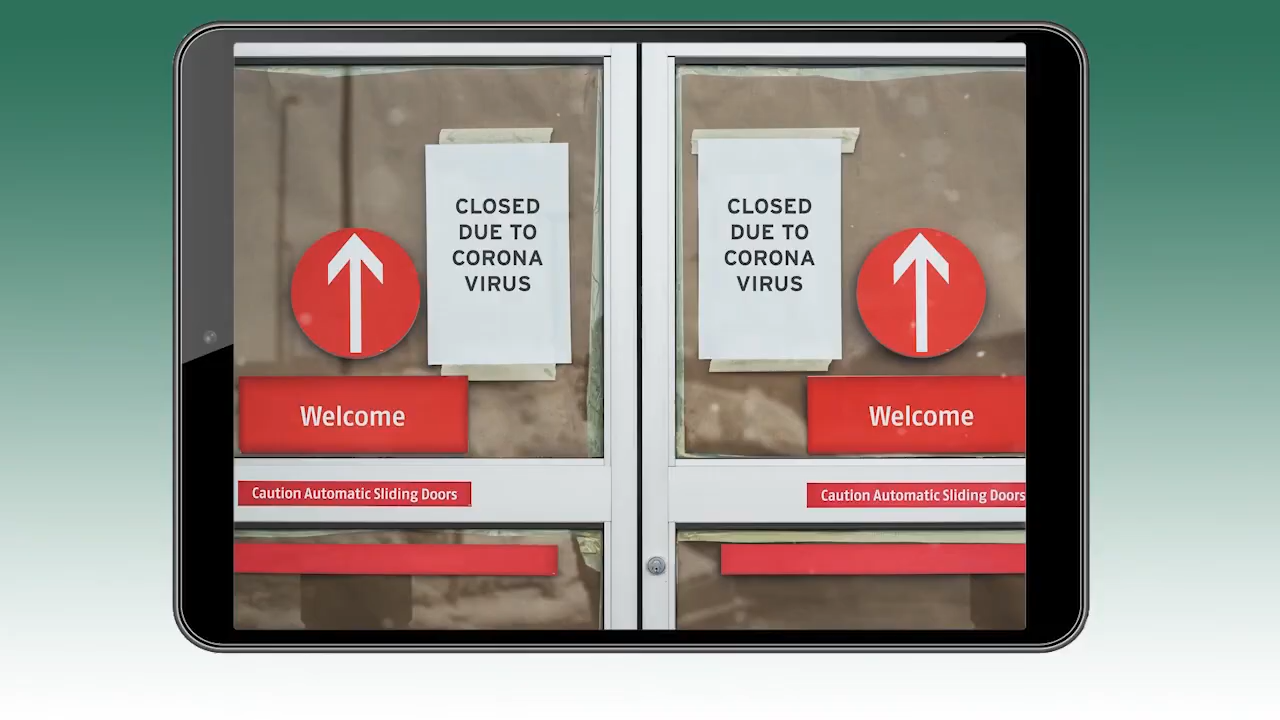 CLOSED
DUE TO
CORONA
VIRUS
CLOSED
DUE TO
CORONA
VIRUS
Welcome
Welcome
Caution Automatic Sliding Doors
Caution Automatic Sliding Doors